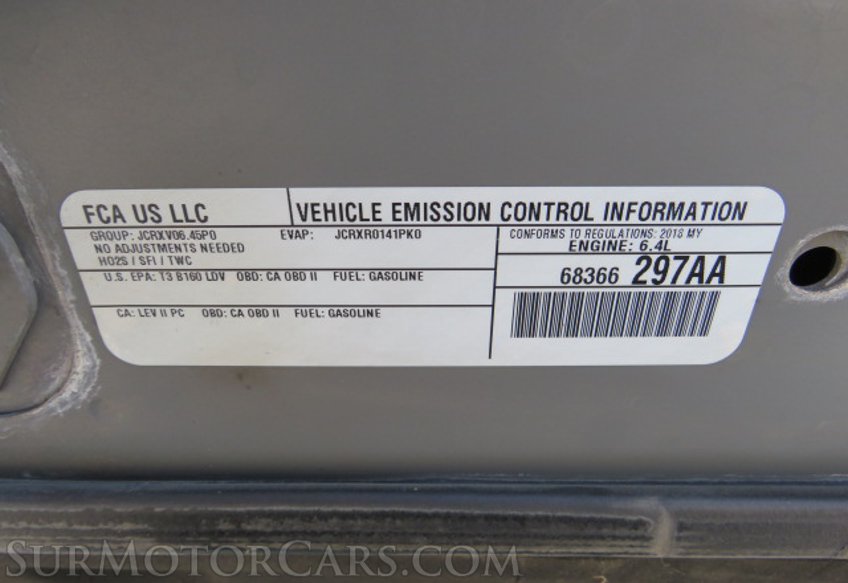 FCA US LLC
VEHICLE EMISSION CONTROL INFORMATION
GROUP: JCRXV06.45P0 EVAP: JCRXR0141PK0
NO ADJUSTMENTS NEEDED
HO2S / SFI / TWC
CONFORMS TO REGULATIONS: 2018 MY
ENGINE: 6.4L
U.S. EPA: T3 B160 LDV OBD: CA OBD II FUEL: GASOLINE
68366 297AA
CA: LEV II PC OBD: CA OBD II FUEL: GASOLINE
SURMOTORCARS.COM